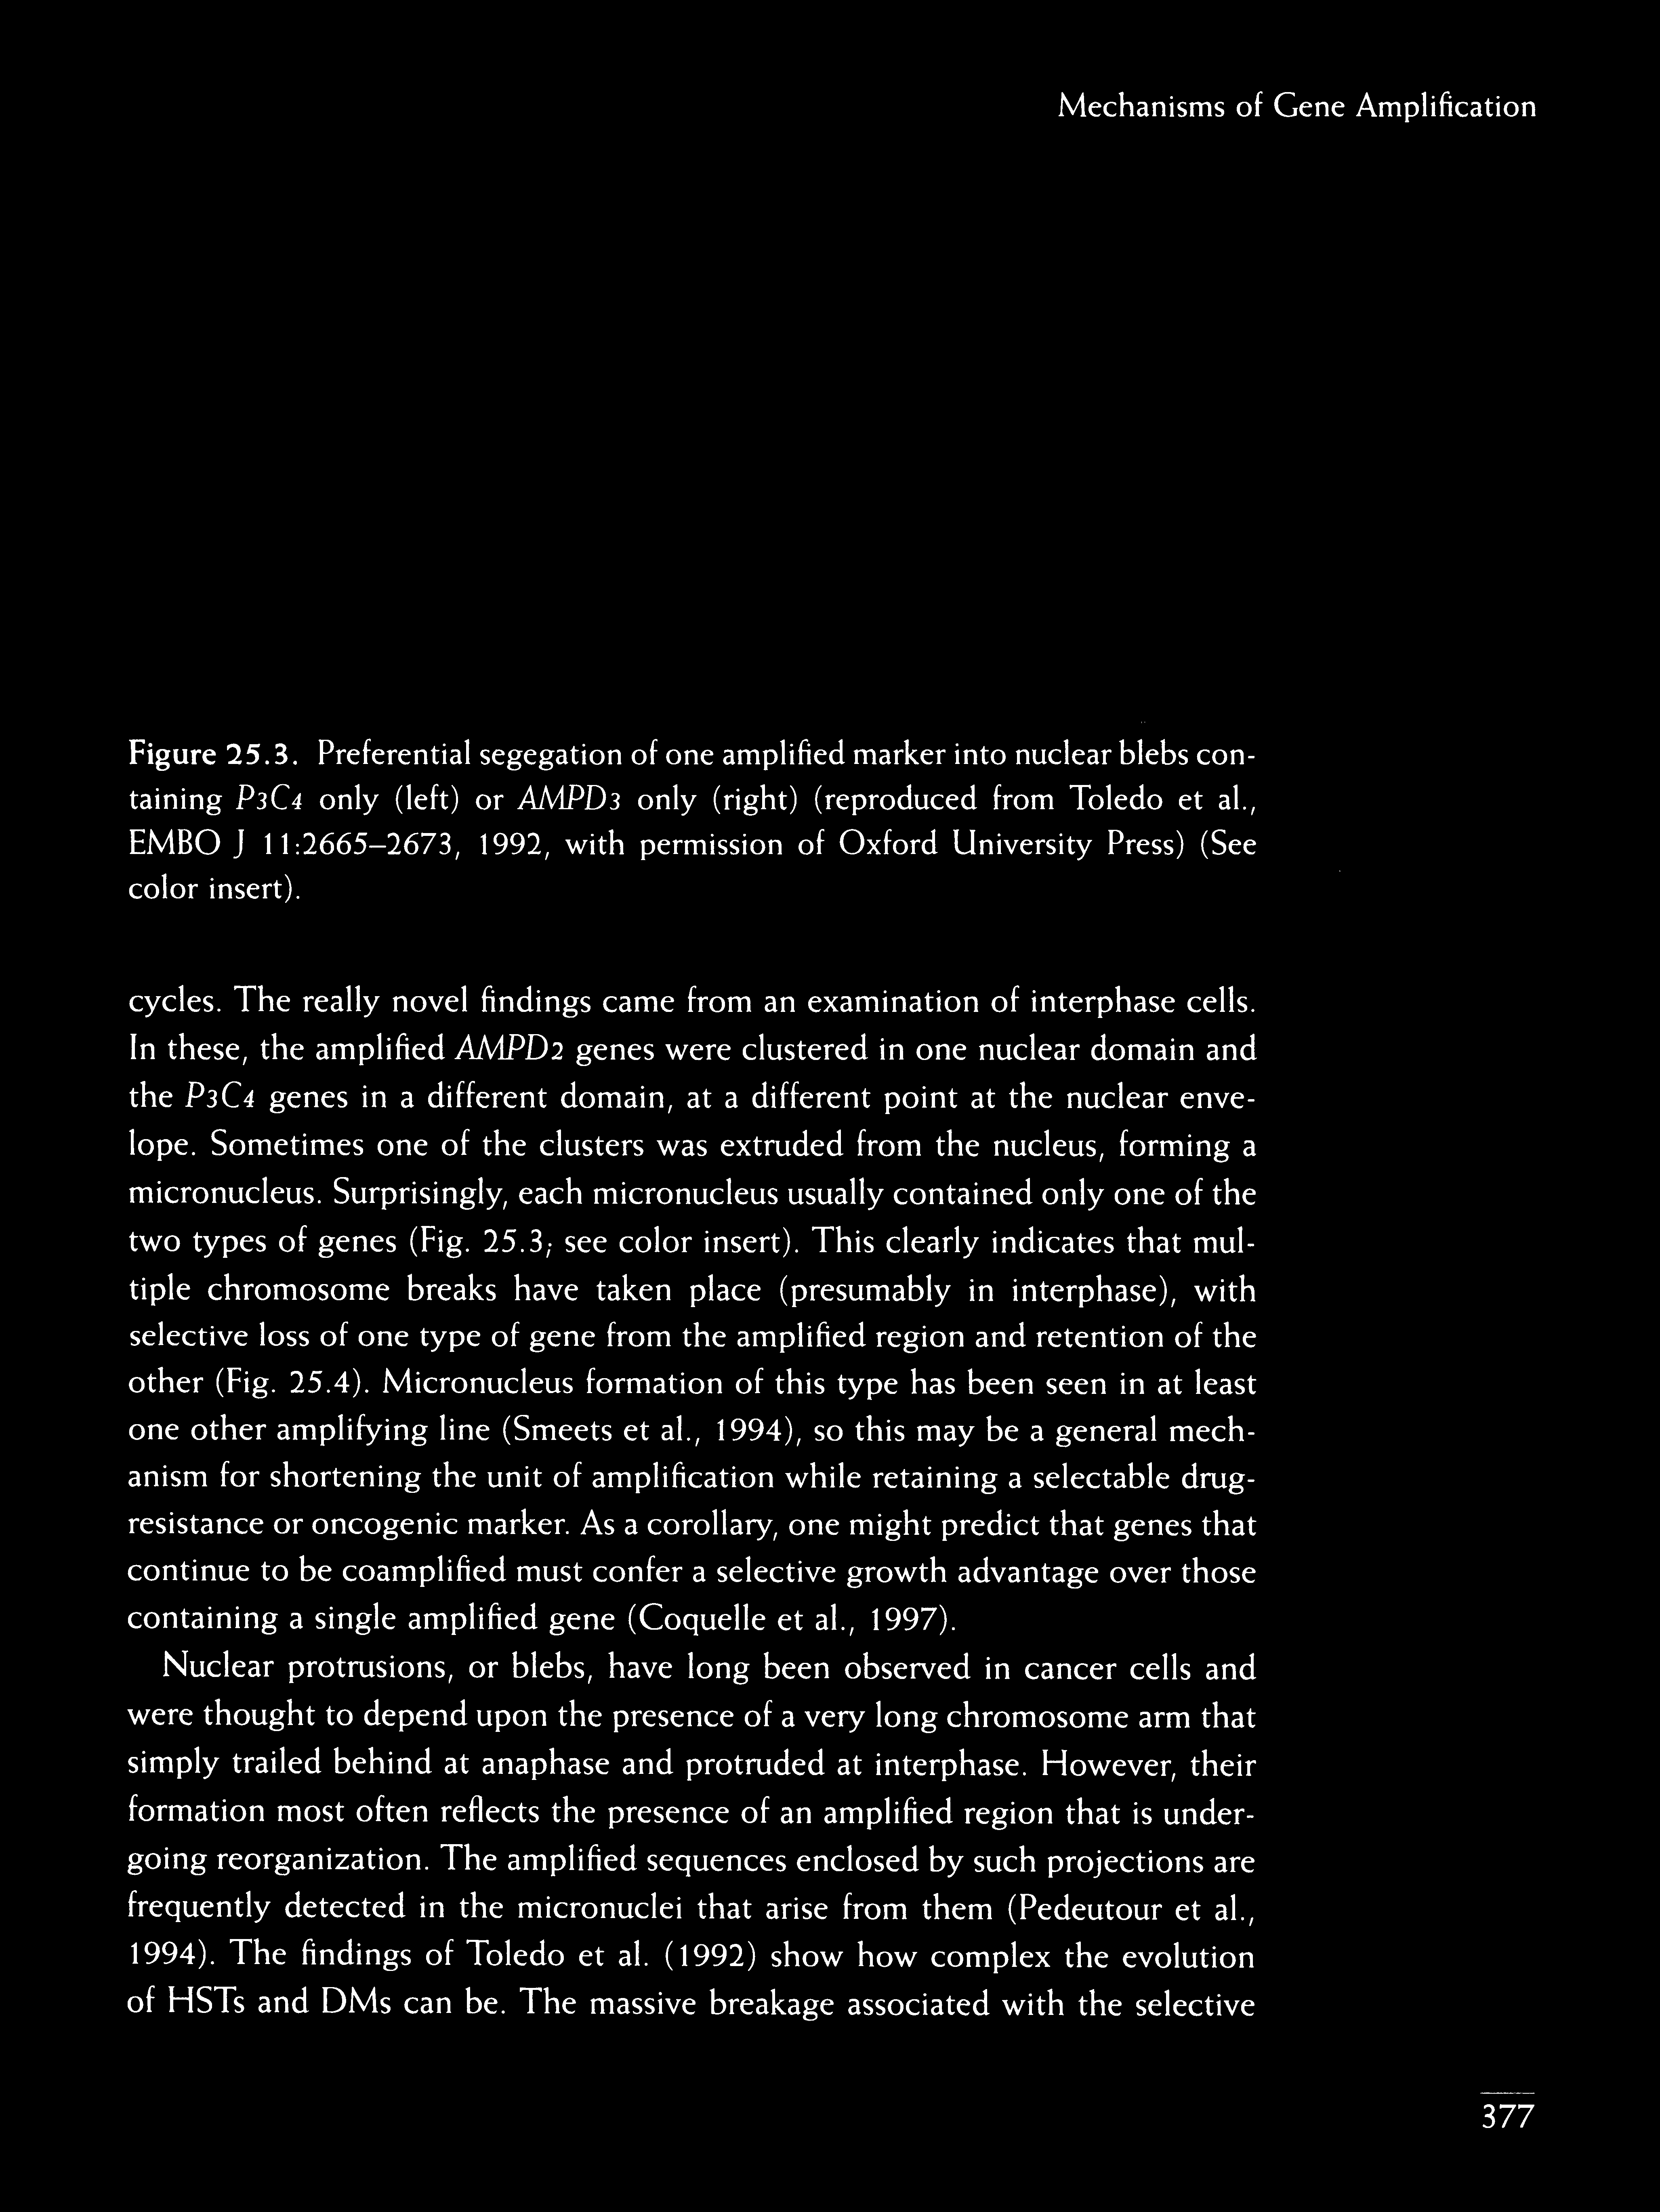 Mechanisms of Gene Amplification
Figure 25.3. Preferential segegation of one amplified marker into nuclear blebs con-
taining P3C4 only (left) or AMPD3 only (right) (reproduced from Toledo et al.,
EMBO J 11:2665–2673, 1992, with permission of Oxford University Press) (See
color insert).
cycles. The really novel findings came from an examination of interphase cells.
In these, the amplified AMPD2 genes were clustered in one nuclear domain and
the P3C4 genes in a different domain, at a different point at the nuclear enve-
lope. Sometimes one of the clusters was extruded from the nucleus, forming a
micronucleus. Surprisingly, each micronucleus usually contained only one of the
two types of genes (Fig. 25.3; see color insert). This clearly indicates that mul-
tiple chromosome breaks have taken place (presumably in interphase), with
selective loss of one type of gene from the amplified region and retention of the
other (Fig. 25.4). Micronucleus formation of this type has been seen in at least
one other amplifying line (Smeets et al., 1994), so this may be a general mech-
anism for shortening the unit of amplification while retaining a selectable drug-
resistance or oncogenic marker. As a corollary, one might predict that genes that
continue to be coamplified must confer a selective growth advantage over those
containing a single amplified gene (Coquelle et al., 1997).
Nuclear protrusions, or blebs, have long been observed in cancer cells and
were thought to depend upon the presence of a very long chromosome arm that
simply trailed behind at anaphase and protruded at interphase. However, their
formation most often reflects the presence of an amplified region that is under-
going reorganization. The amplified sequences enclosed by such projections are
frequently detected in the micronuclei that arise from them (Pedeutour et al.,
1994). The findings of Toledo et al. (1992) show how complex the evolution
of HSTs and DMs can be. The massive breakage associated with the selective
377